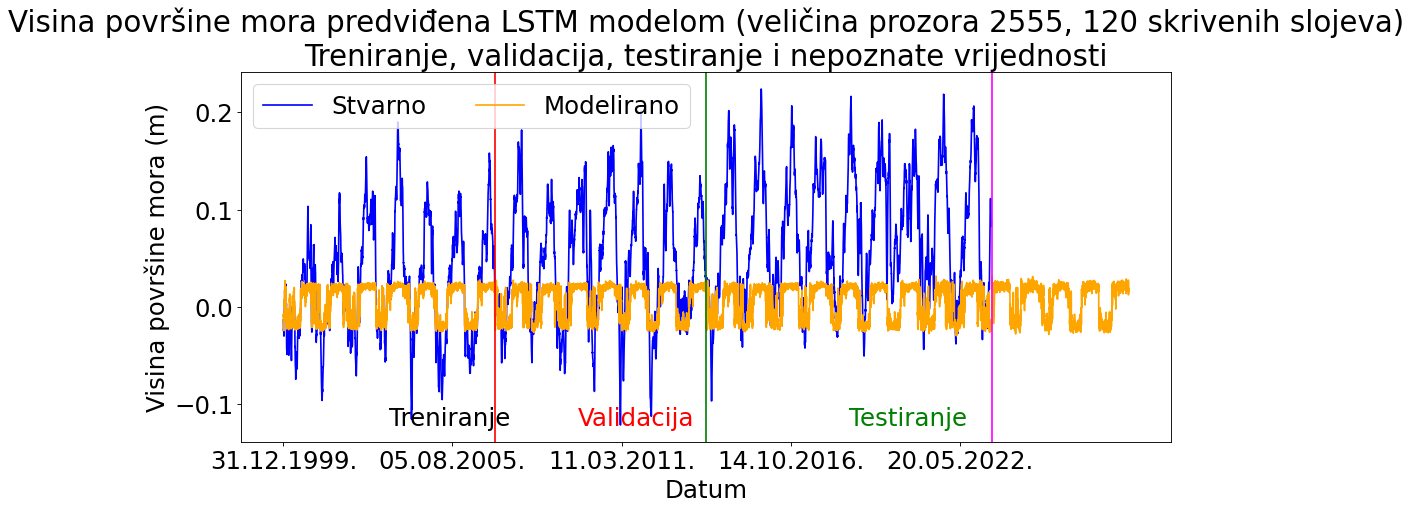 Visina površine mora predviđena LSTM modelom (veličina prozora 2555, 120 skrivenih slojeva)
Treniranje, validacija, testiranje i nepoznate vrijednosti
Stvarno
Modelirano
Visina površine mora (m)
0.2
0.1
0.0
−0.1
Treniranje
Validacija
Testiranje
31.12.1999.
05.08.2005.
11.03.2011.
14.10.2016.
20.05.2022.
Datum